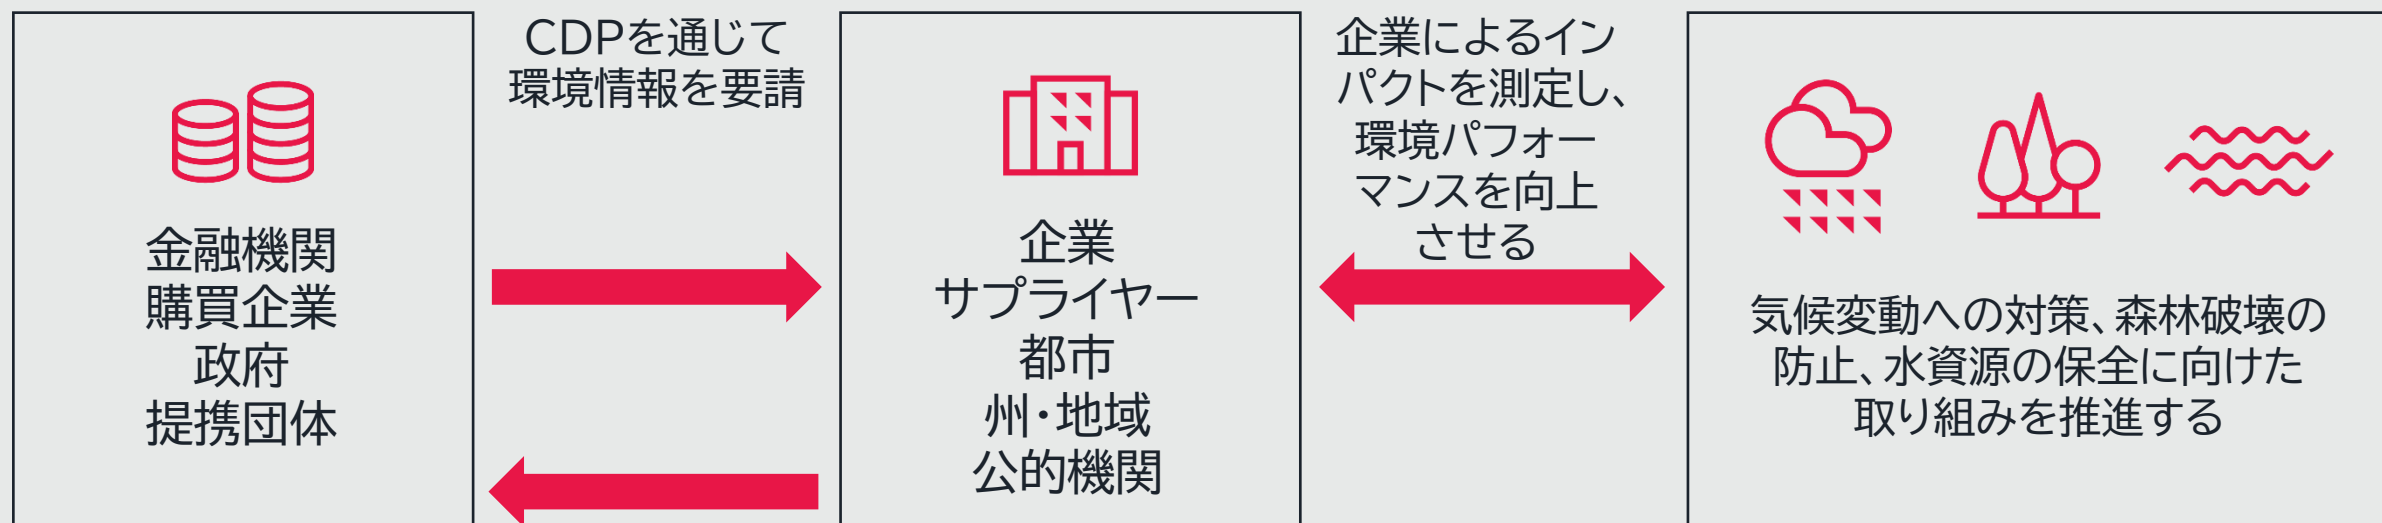 CDPを通じて
環境情報を要請
金融機関
購買企業
政府
提携団体
企業
サプライヤー
都市
州・地域
公的機関
企業によるイン
パクトを測定し、
環境パフォー
マンスを向上
させる
気候変動への対策、森林破壊の
防止、水資源の保全に向けた
取り組みを推進する